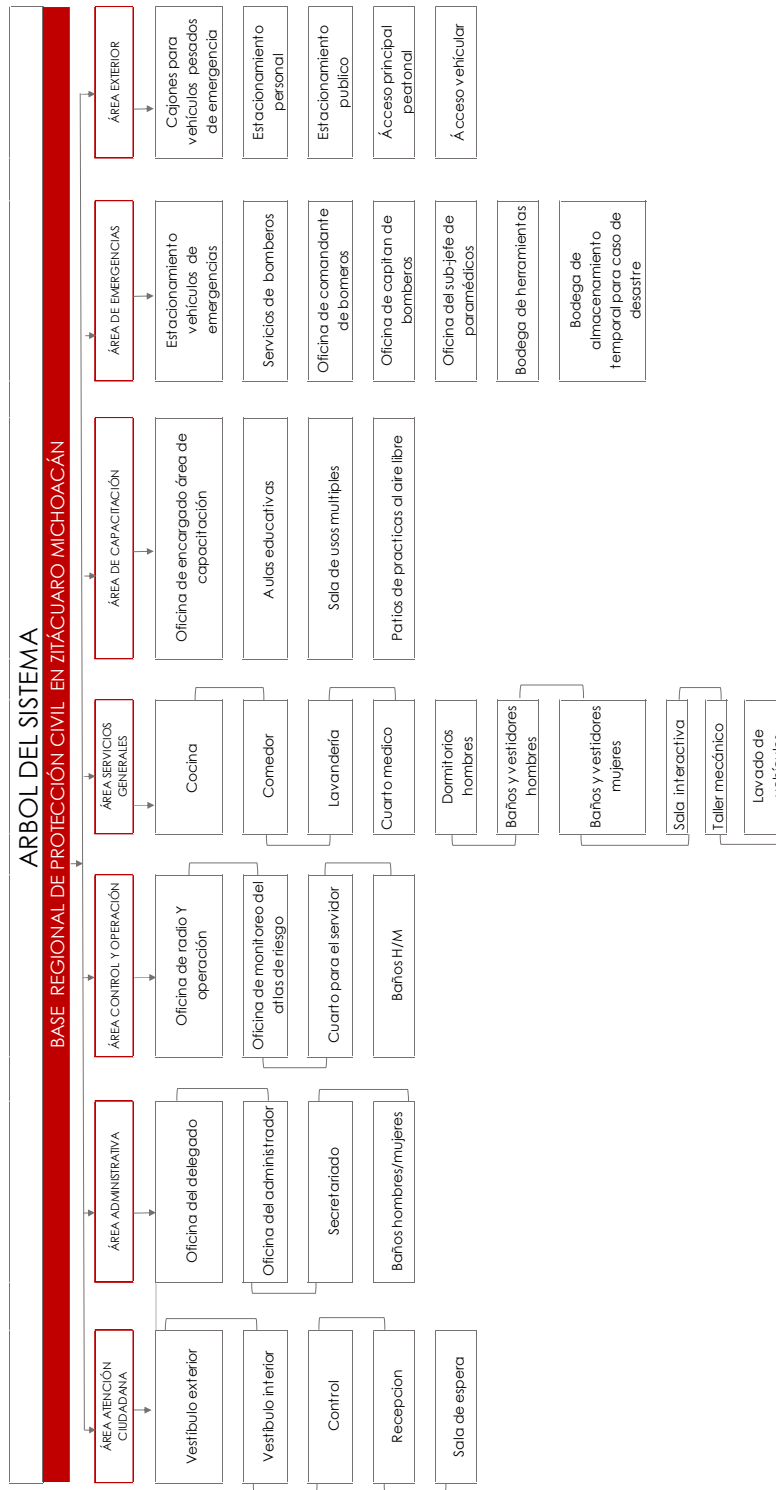 ARBOL DEL SISTEMA
BASE REGIONAL DE PROTECCIÓN CIVIL EN ZITÁCUARO MICHOACÁN
ÁREA ATENCIÓN
CIUDADANA
Vestíbulo exterior
Vestíbulo interior
Control
Recepcion
Sala de espera
ÁREA ADMINISTRATIVA
Oficina del delegado
Oficina del administrador
Secretariado
Baños hombres/mujeres
ÁREA CONTROL Y OPERACIÓN
Oficina de radio Y
operación
Oficina de monitoreo del
atlas de riesgo
Cuarto para el servidor
Baños H/M
ÁREA SERVICIOS
GENERALES
Cocina
Comedor
Lavandería
Cuarto medico
Dormitorios
hombres
Baños y vestidores
hombres
Baños y vestidores
mujeres
Sala interactiva
Taller mecánico
Lavado de
ÁREA DE CAPACITACIÓN
Oficina de encargado área de
capacitación
Aulas educativas
Sala de usos multiples
Patios de practicas al aire libre
ÁREA DE EMERGENCIAS
Estacionamiento
vehículos de
emergencias
Servicios de bomberos
Oficina de comandante
de bomeros
Oficina de capitan de
bomberos
Oficina del sub-jefe de
paramédicos
Bodega de herramientas
Bodega de
almacenamiento
temporal para caso de
desastre
ÁREA EXTERIOR
Cajones para
vehículos pesados
de emergencia
Estacionamiento
personal
Estacionamiento
publico
Ácceso principal
peatonal
Ácceso vehícular